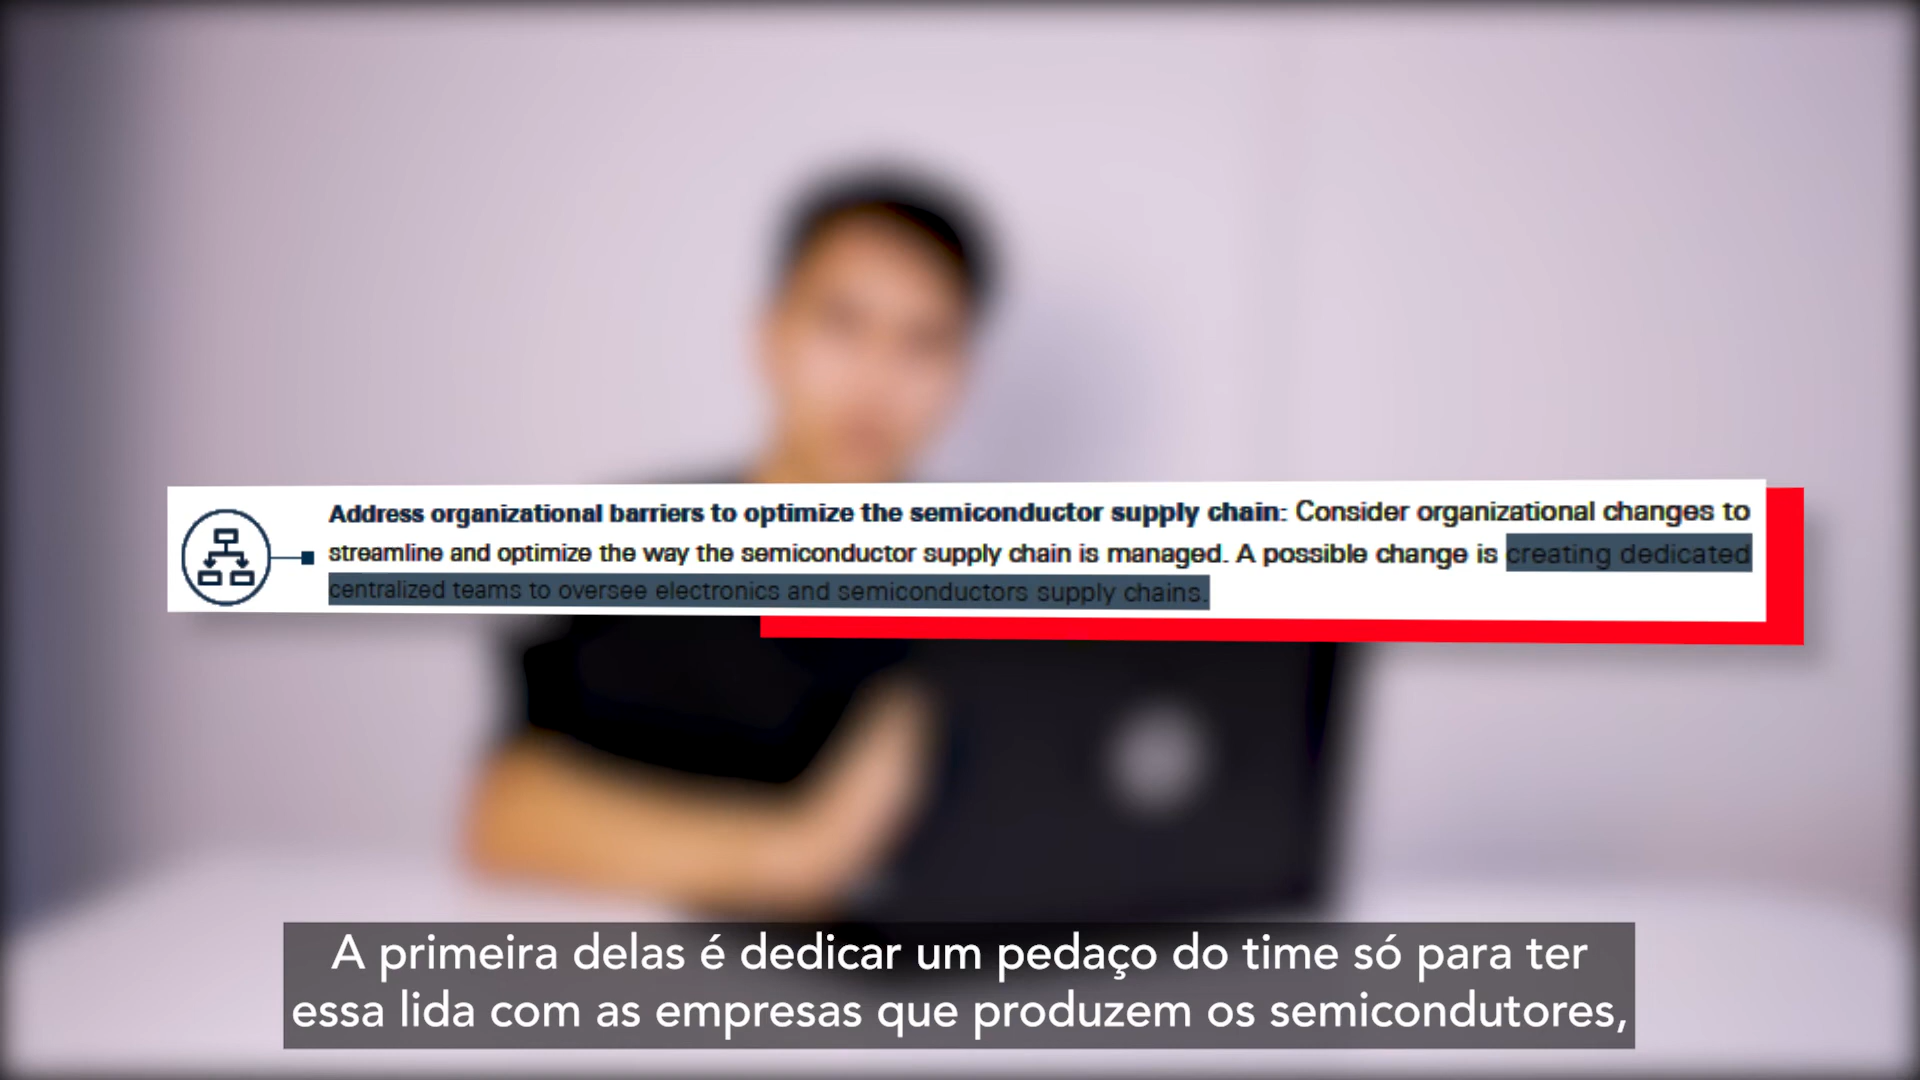 Address organizational barriers to optimize the semiconductor supply chain: Consider organizational changes to
streamline and optimize the way the semiconductor supply chain is managed. A possible change is creating dedicated
centralized teams to oversee electronics and semiconductors supply chains.
A primeira delas é dedicar um pedaço do time só para ter
essa lida com as empresas que produzem os semicondutores,